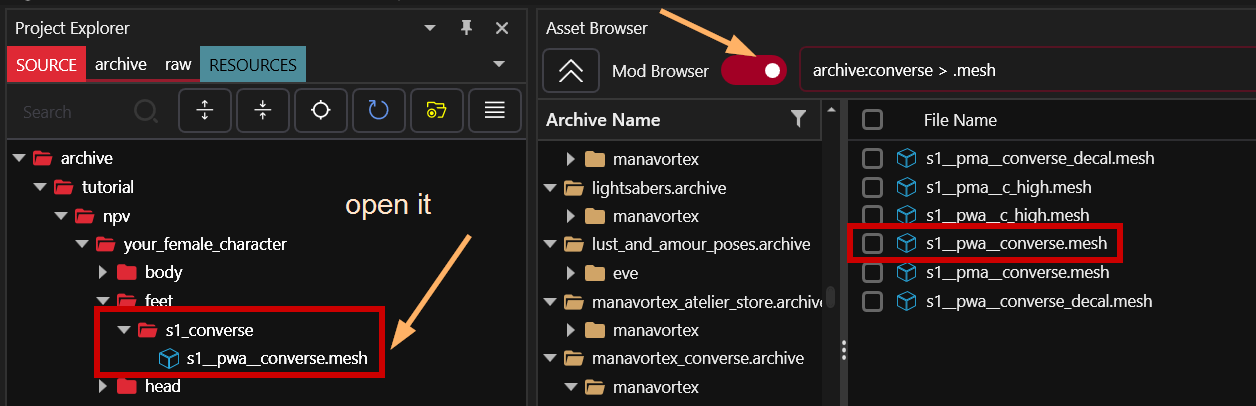 Project Explorer
SOURCE archive raw RESOURCES
Search
archive
tutorial
npv
your_female_character
body
feet
s1_converse
s1__pwa__converse.mesh
head
open it
Asset Browser
Mod Browser archive:converse > .mesh
Archive Name
manavortex
lightsabers.archive
manavortex
lust_and_amour_poses.archive
eve
manavortex_atelier_store.archive
manavortex
manavortex_converse.archive
manavortex
File Name
s1__pma__converse_decal.mesh
s1__pma__c_high.mesh
s1__pwa__c_high.mesh
s1__pwa__converse.mesh
s1__pma__converse.mesh
s1__pwa__converse_decal.mesh